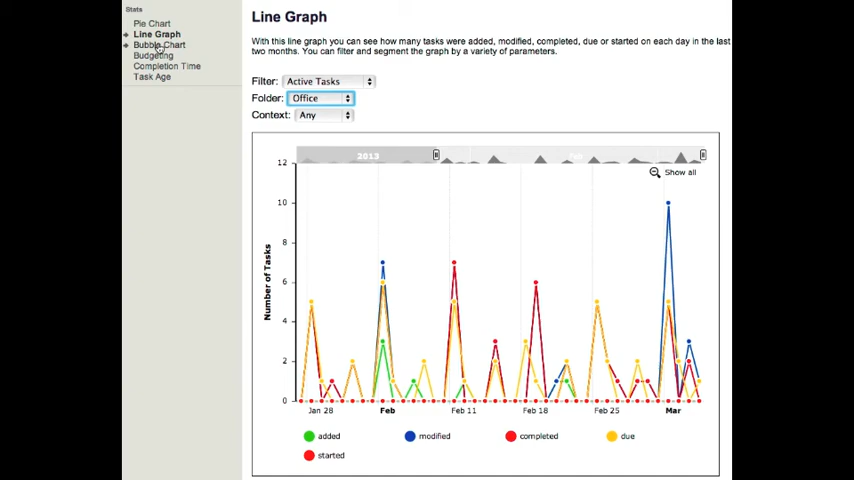 Stats
Pie Chart
Line Graph
Bubble Chart
Budgeting
Completion Time
Task Age
Line Graph
With this line graph you can see how many tasks were added, modified, completed, due or started on each day in the last
two months. You can filter and segment the graph by a variety of parameters.
Filter: Active Tasks
Folder: Office
Context: Any
2013
Show all
12
10
8
6
4
2
0
Number of Tasks
Jan 28
Feb
Feb 11
Feb 18
Feb 25
Mar
added
modified
completed
due
started